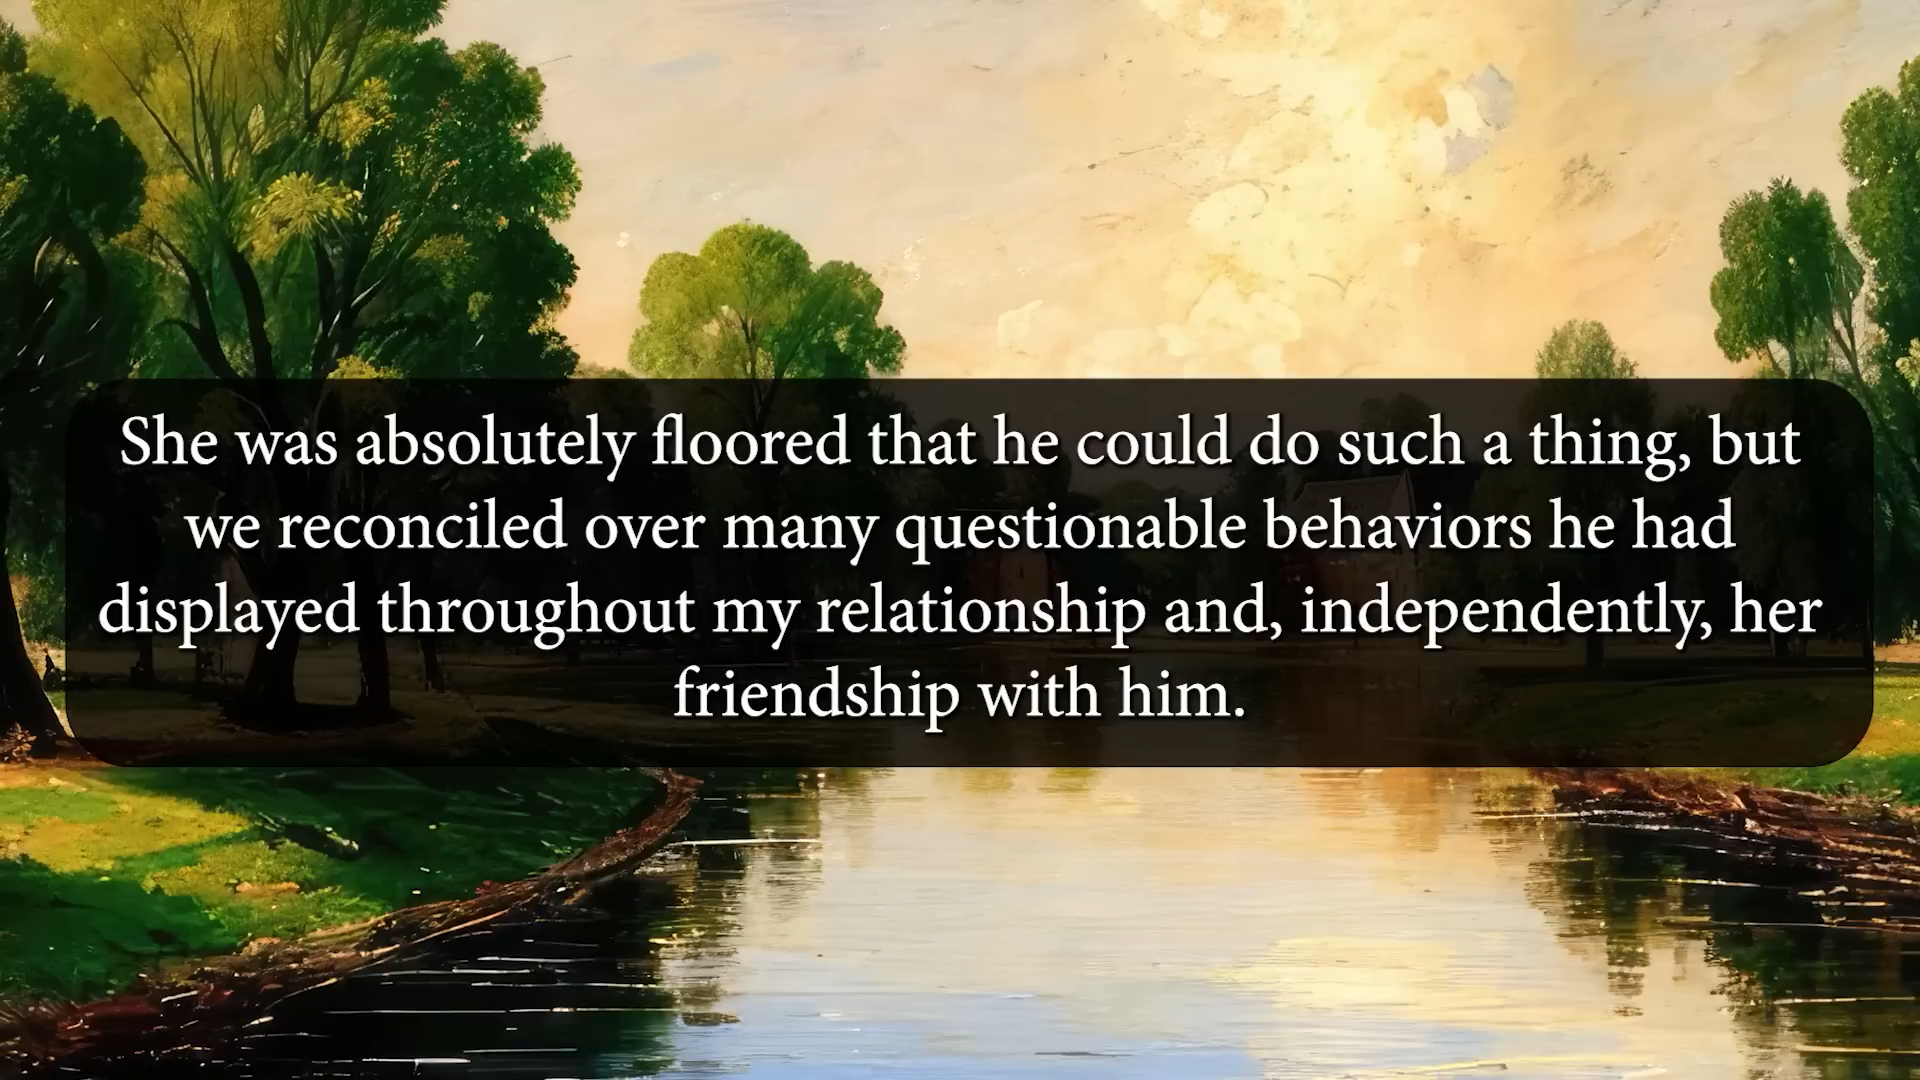 She was absolutely floored that he could do such a thing, but
we reconciled over many questionable behaviors he had
displayed throughout my relationship and, independently, her
friendship with him.